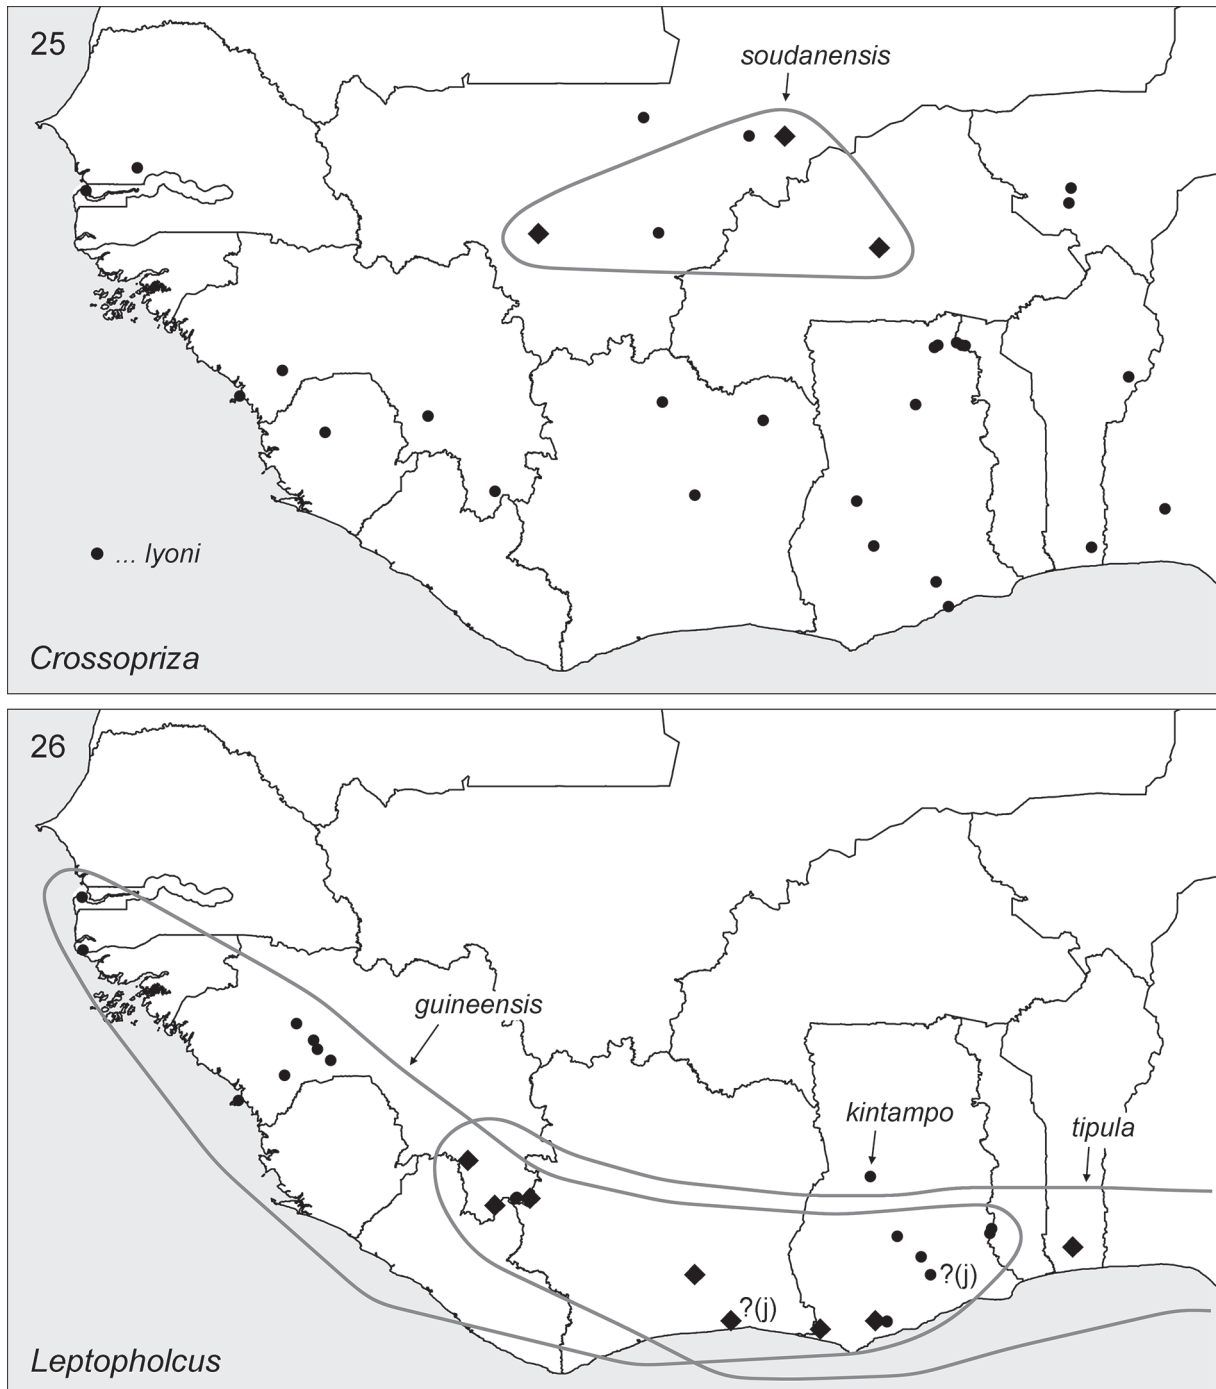 25
soudanensis
... lyoni
Crossopriza
26
guineensis
kintampo
tipula
?(j)
?(j)
Leptopholcus